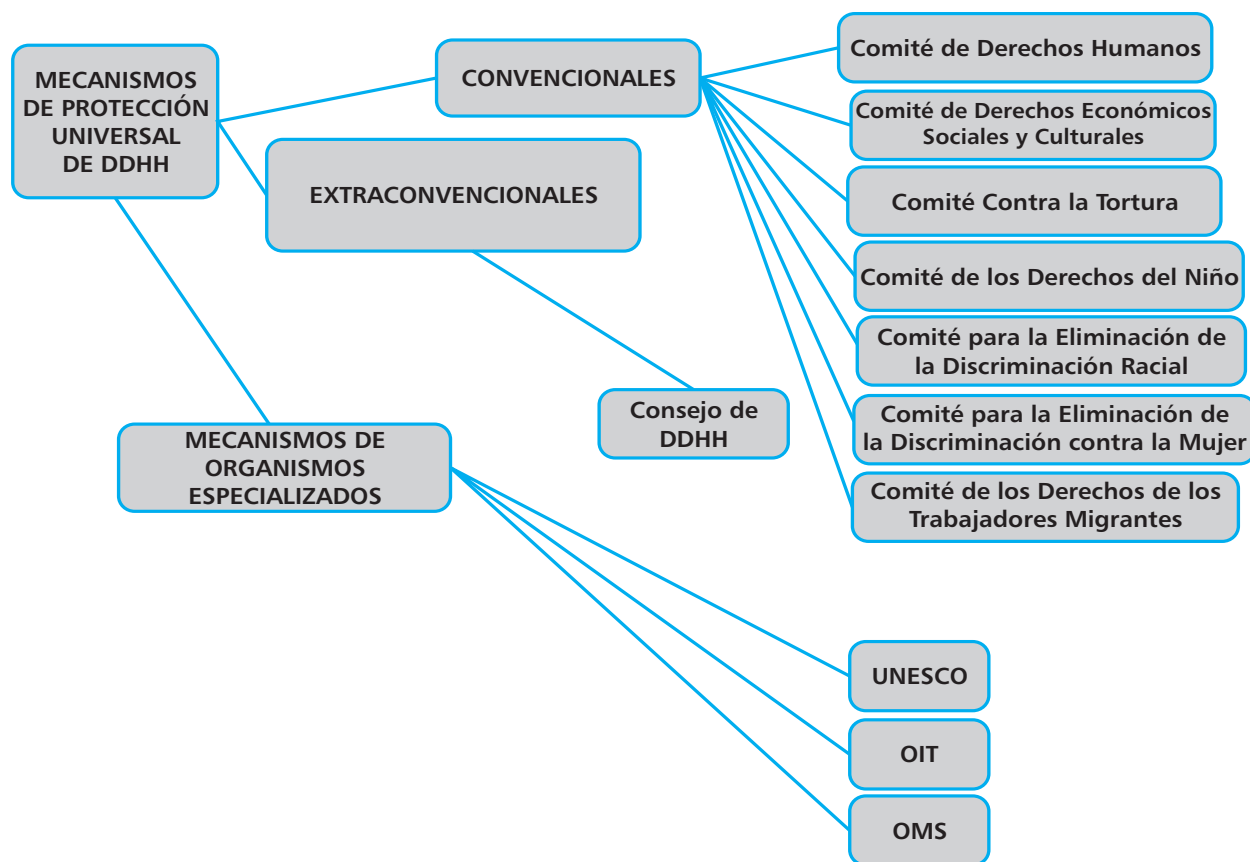 MECANISMOS
DE PROTECCIÓN
UNIVERSAL
DE DDHH
CONVENCIONALES
EXTRACONVENCIONALES
MECANISMOS DE
ORGANISMOS
ESPECIALIZADOS
Consejo de
DDHH
Comité de Derechos Humanos
Comité de Derechos Económicos
Sociales y Culturales
Comité Contra la Tortura
Comité de los Derechos del Niño
Comité para la Eliminación de
la Discriminación Racial
Comité para la Eliminación de
la Discriminación contra la Mujer
Comité de los Derechos de los
Trabajadores Migrantes
UNESCO
OIT
OMS